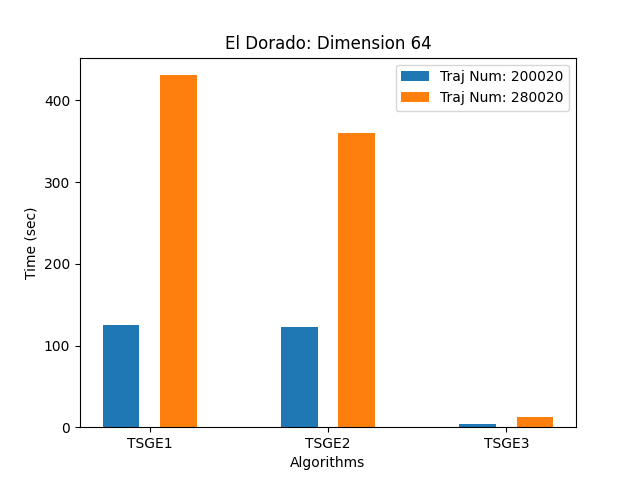 El Dorado: Dimension 64
Traj Num: 200020
Traj Num: 280020
400
300
200
100
0
Time (sec)
TSGE1
TSGE2
TSGE3
Algorithms